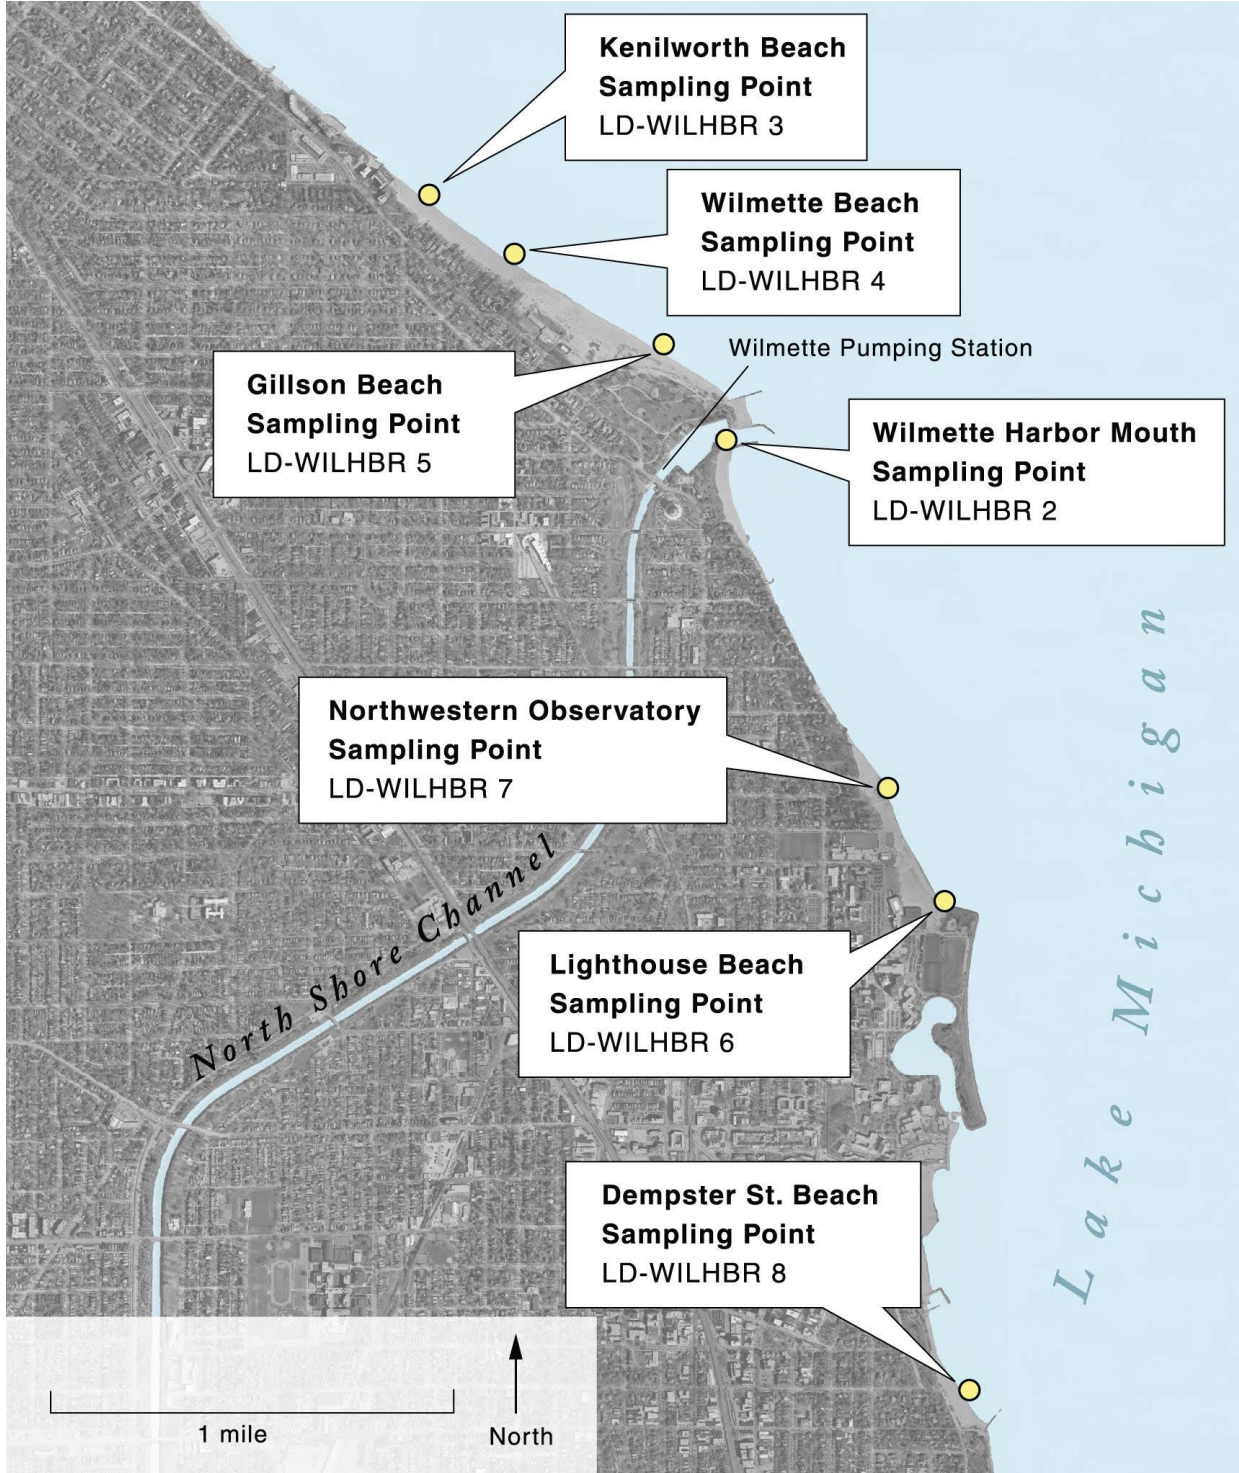 Kenilworth Beach
Sampling Point
LD-WILHBR 3
Wilmette Beach
Sampling Point
LD-WILHBR 4
Wilmette Pumping Station
Gillson Beach
Sampling Point
LD-WILHBR 5
Wilmette Harbor Mouth
Sampling Point
LD-WILHBR 2
Northwestern Observatory
Sampling Point
LD-WILHBR 7
North Shore Channel
Lighthouse Beach
Sampling Point
LD-WILHBR 6
Lake Michigan
Dempster St. Beach
Sampling Point
LD-WILHBR 8
1 mile
North